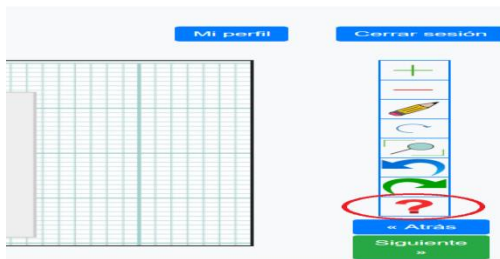 Mi perfil
Cerrar sesión
?
« Atrás
Siguiente
»